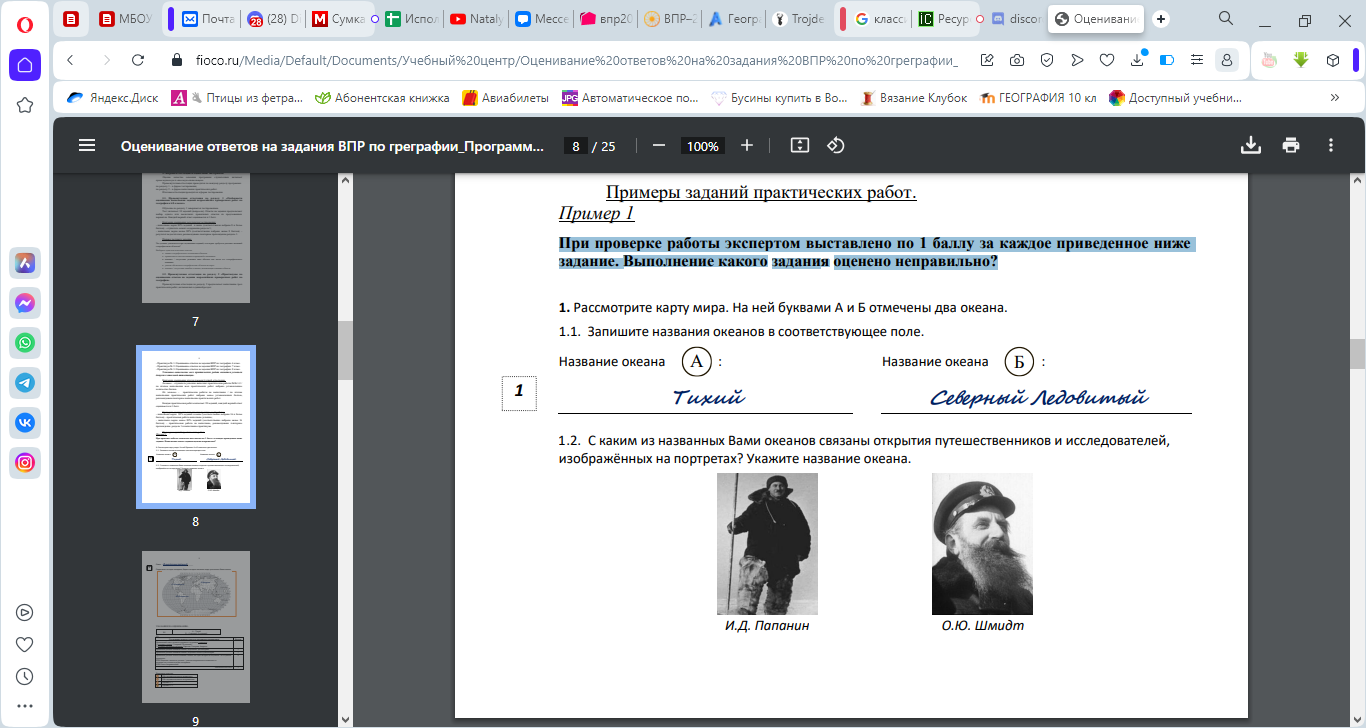 МБОУ
Почта
28
(28) D
Сумка
Испол
Nataly
Мессе
впр20
ВПР–2
Геогр
Trojde
класс
Ресур
discor
Оценивани
fioco.ru/Media/Default/Documents/Учебный%20центр/Оценивание%20ответов%20на%20задания%20ВПР%20по%20греграфии_
Яндекс.Диск
Птицы из фетра...
Абонентская книжка
Авиабилеты
Автоматическое по...
Бусины купить в Во...
Вязание Клубок
ГЕОГРАФИЯ 10 кл
Доступный учебни...
Оценивание ответов на задания ВПР по греграфии_Программ...
8 / 25
100%
7
8
9
Примеры заданий практических работ.
Пример 1
При проверке работы экспертом выставлено по 1 баллу за каждое приведенное ниже
задание. Выполнение какого задания оценено неправильно?
1. Рассмотрите карту мира. На ней буквами А и Б отмечены два океана.
1.1. Запишите названия океанов в соответствующее поле.
Название океана А : Название океана Б :
1 Тихий Северный Ледовитый
1.2. С каким из названных Вами океанов связаны открытия путешественников и исследователей,
изображённых на портретах? Укажите название океана.
И.Д. Папанин О.Ю. Шмидт